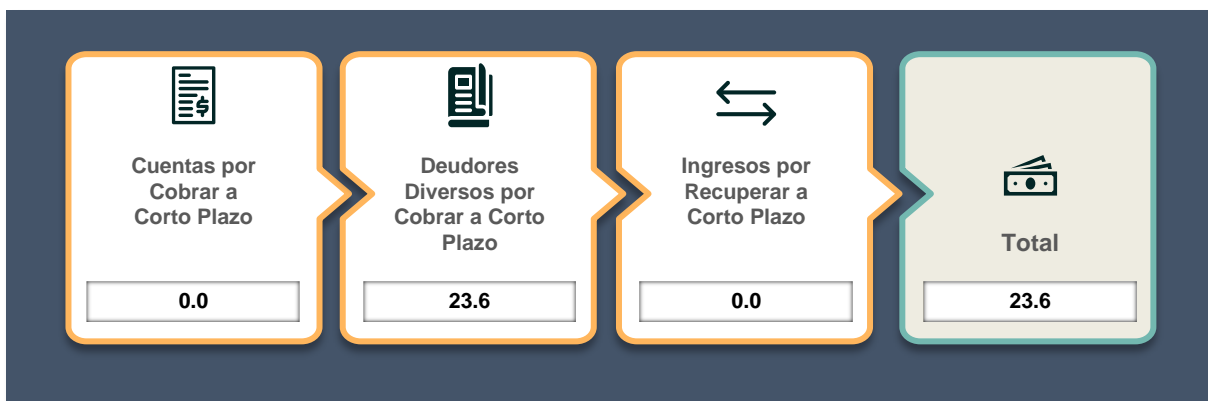 Cuentas por
Cobrar a
Corto Plazo
0.0
Deudores
Diversos por
Cobrar a Corto
Plazo
23.6
Ingresos por
Recuperar a
Corto Plazo
0.0
Total
23.6